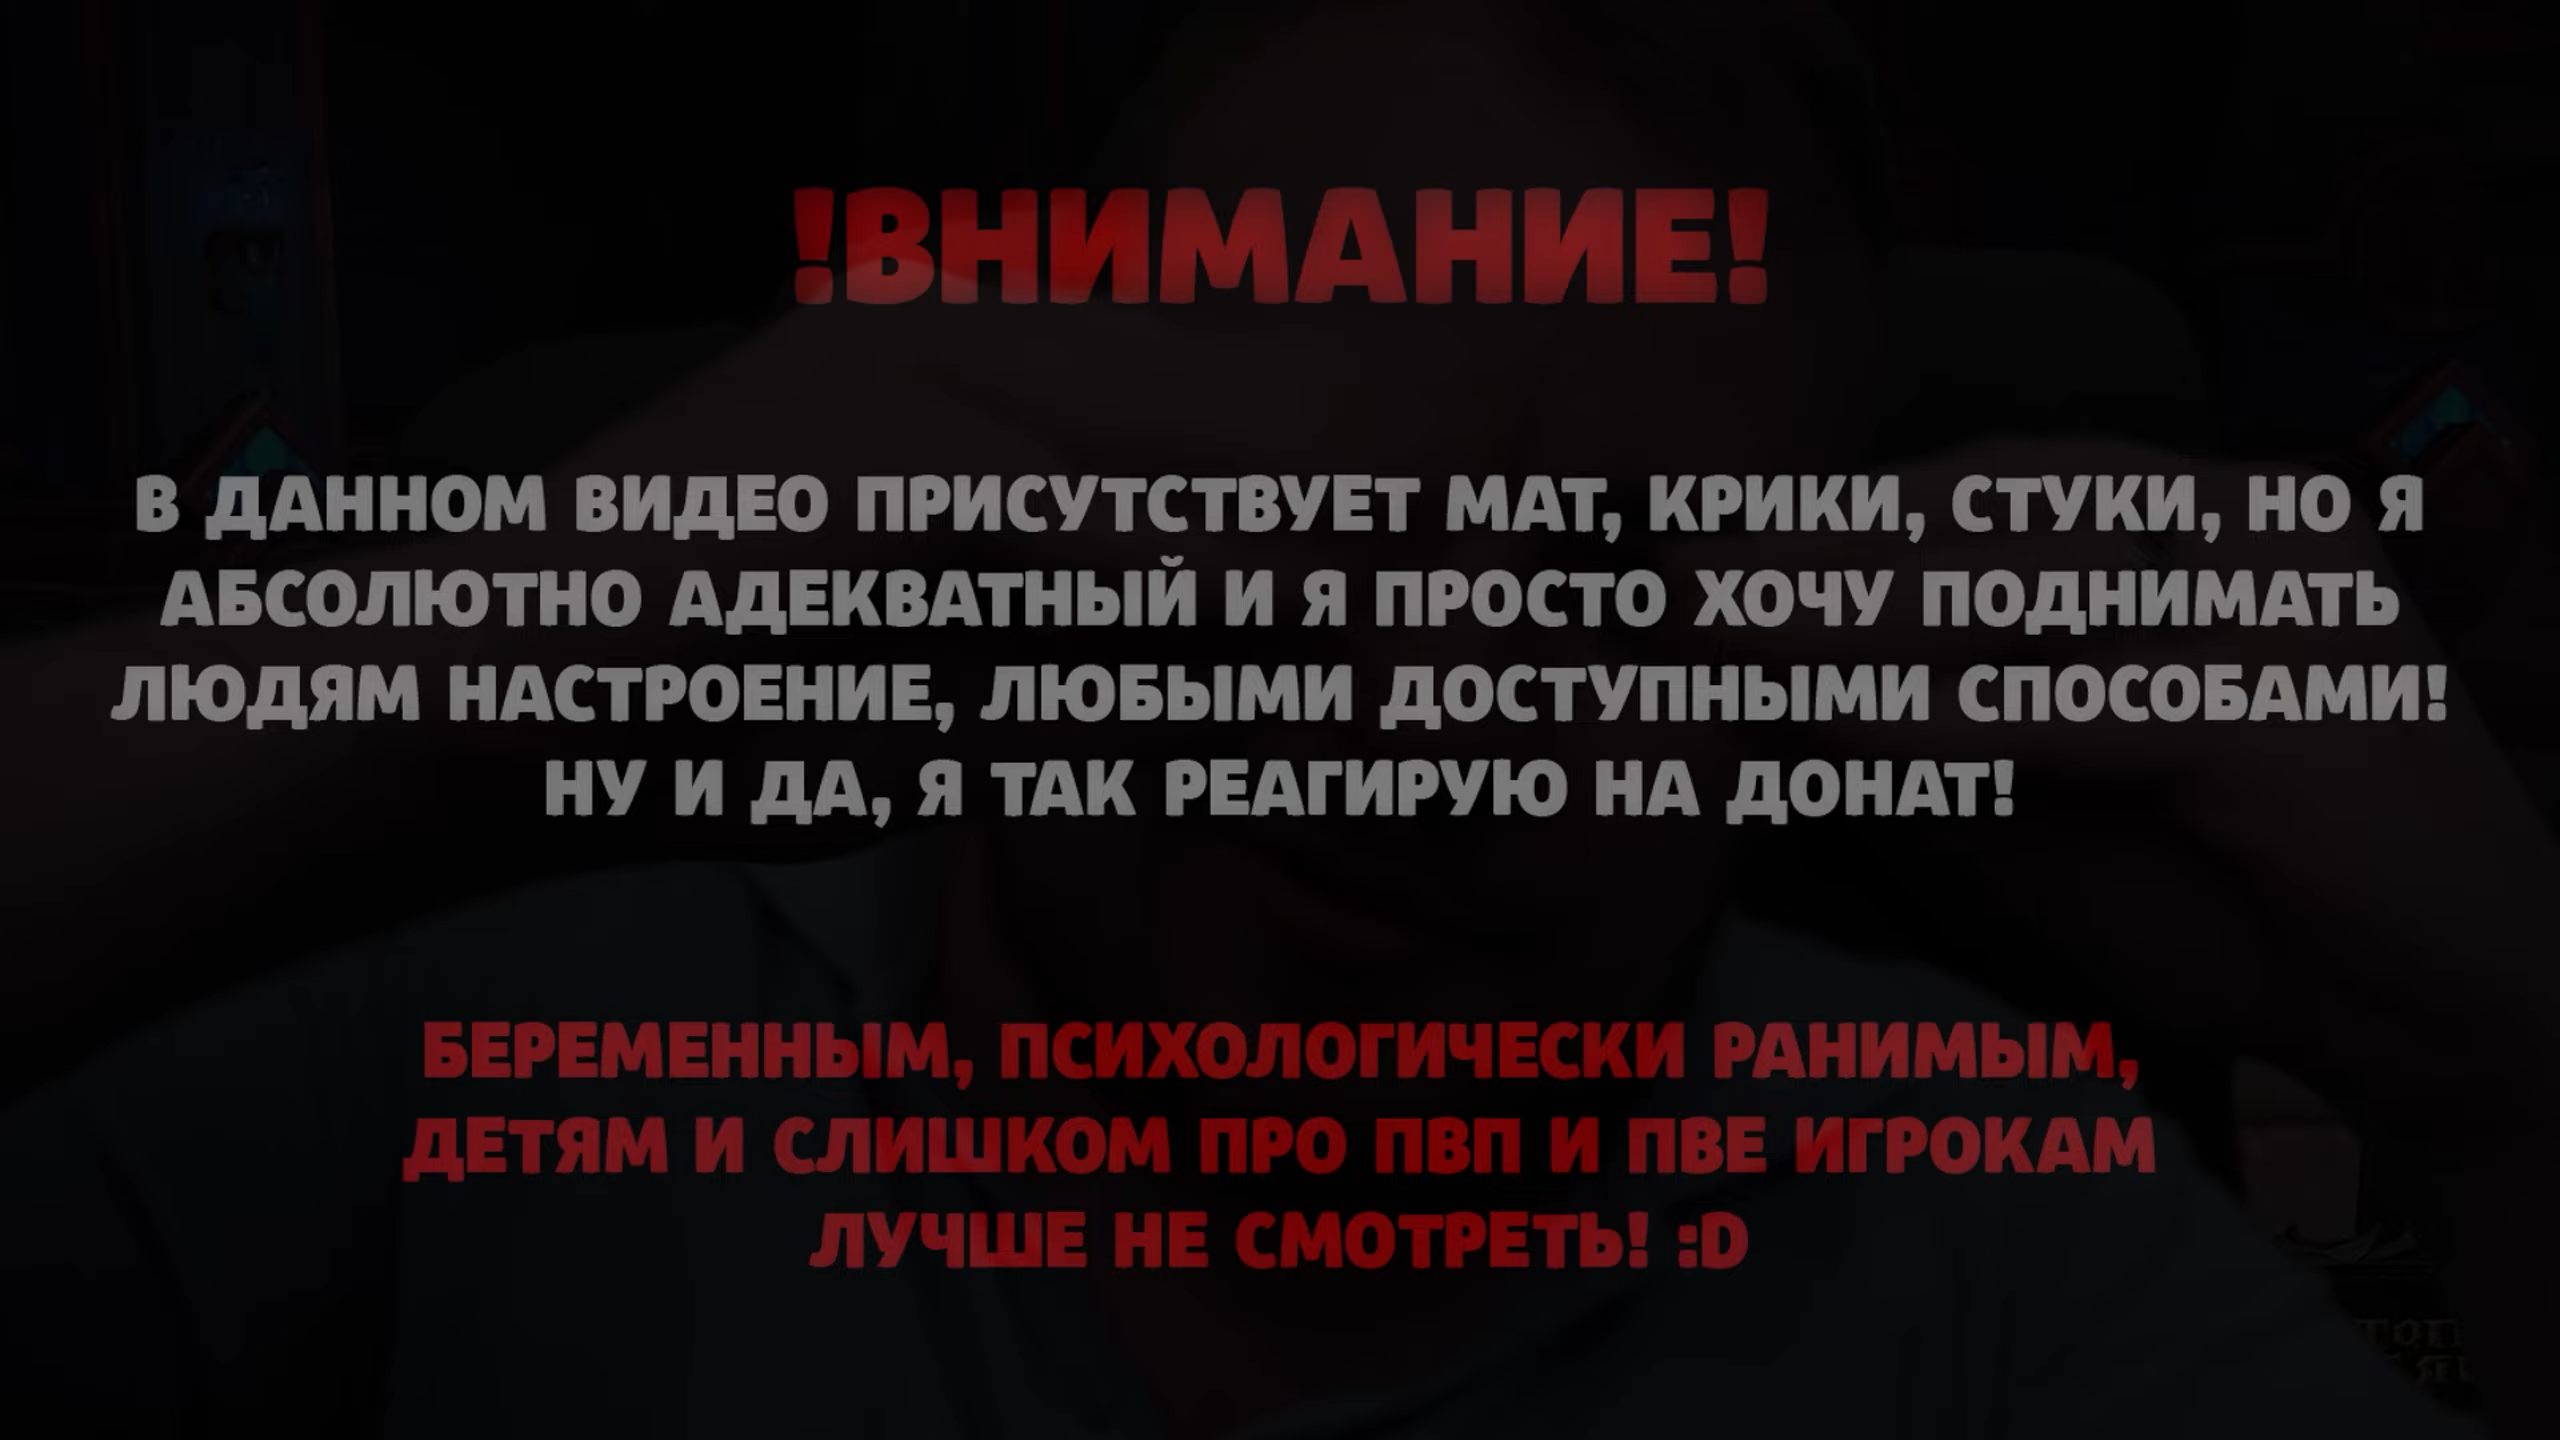 !ВНИМАНИЕ!
В ДАННОМ ВИДЕО ПРИСУТСТВУЕТ МАТ, КРИКИ, СТУКИ, НО Я
АБСОЛЮТНО АДЕКВАТНЫЙ И Я ПРОСТО ХОЧУ ПОДНИМАТЬ
ЛЮДЯМ НАСТРОЕНИЕ, ЛЮБЫМИ ДОСТУПНЫМИ СПОСОБАМИ!
НУ И ДА, Я ТАК РЕАГИРУЮ НА ДОНАТ!
БЕРЕМЕННЫМ, ПСИХОЛОГИЧЕСКИ РАНИМЫМ,
ДЕТЯМ И СЛИШКОМ ПРО ПВП И ПВЕ ИГРОКАМ
ЛУЧШЕ НЕ СМОТРЕТЬ! :D